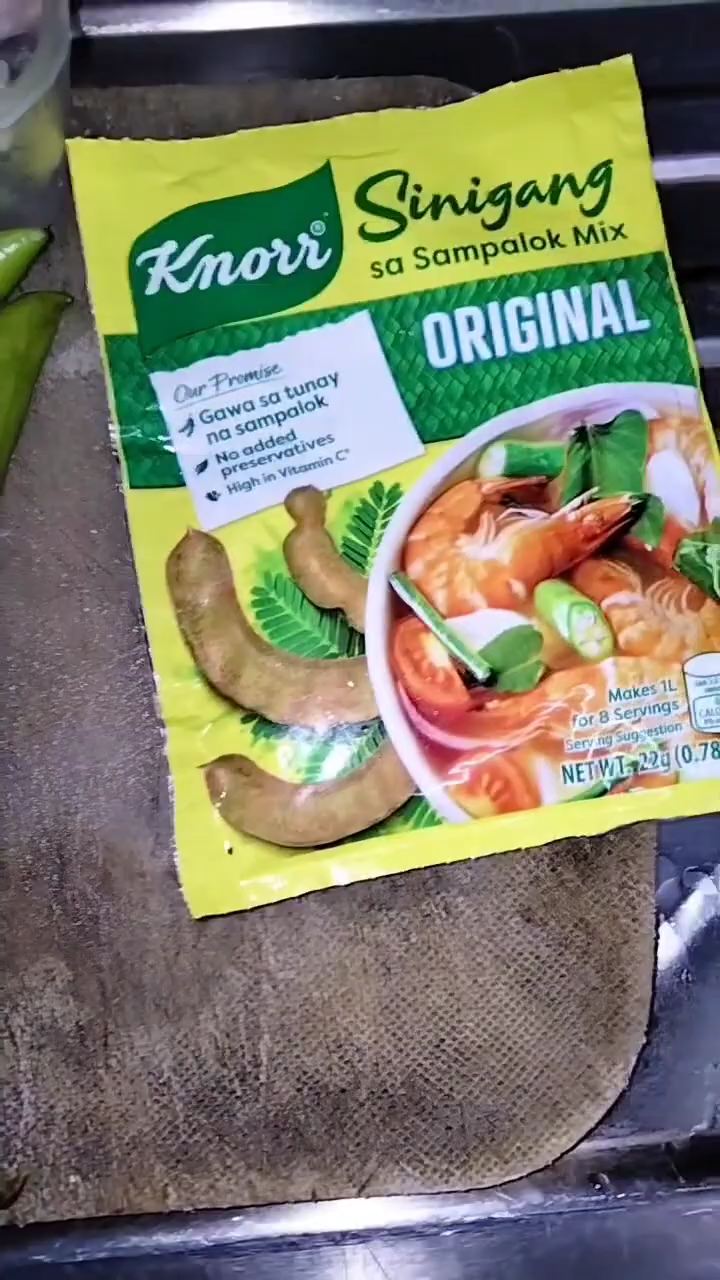 Knorr®
Sinigang
sa Sampalok Mix
ORIGINAL
Our Promise
Gawa sa tunay
na sampalok
No added
preservatives
High in Vitamin C*
Makes 1L
for 8 Servings
Serving Suggestion
NET WT. 22g (0.78